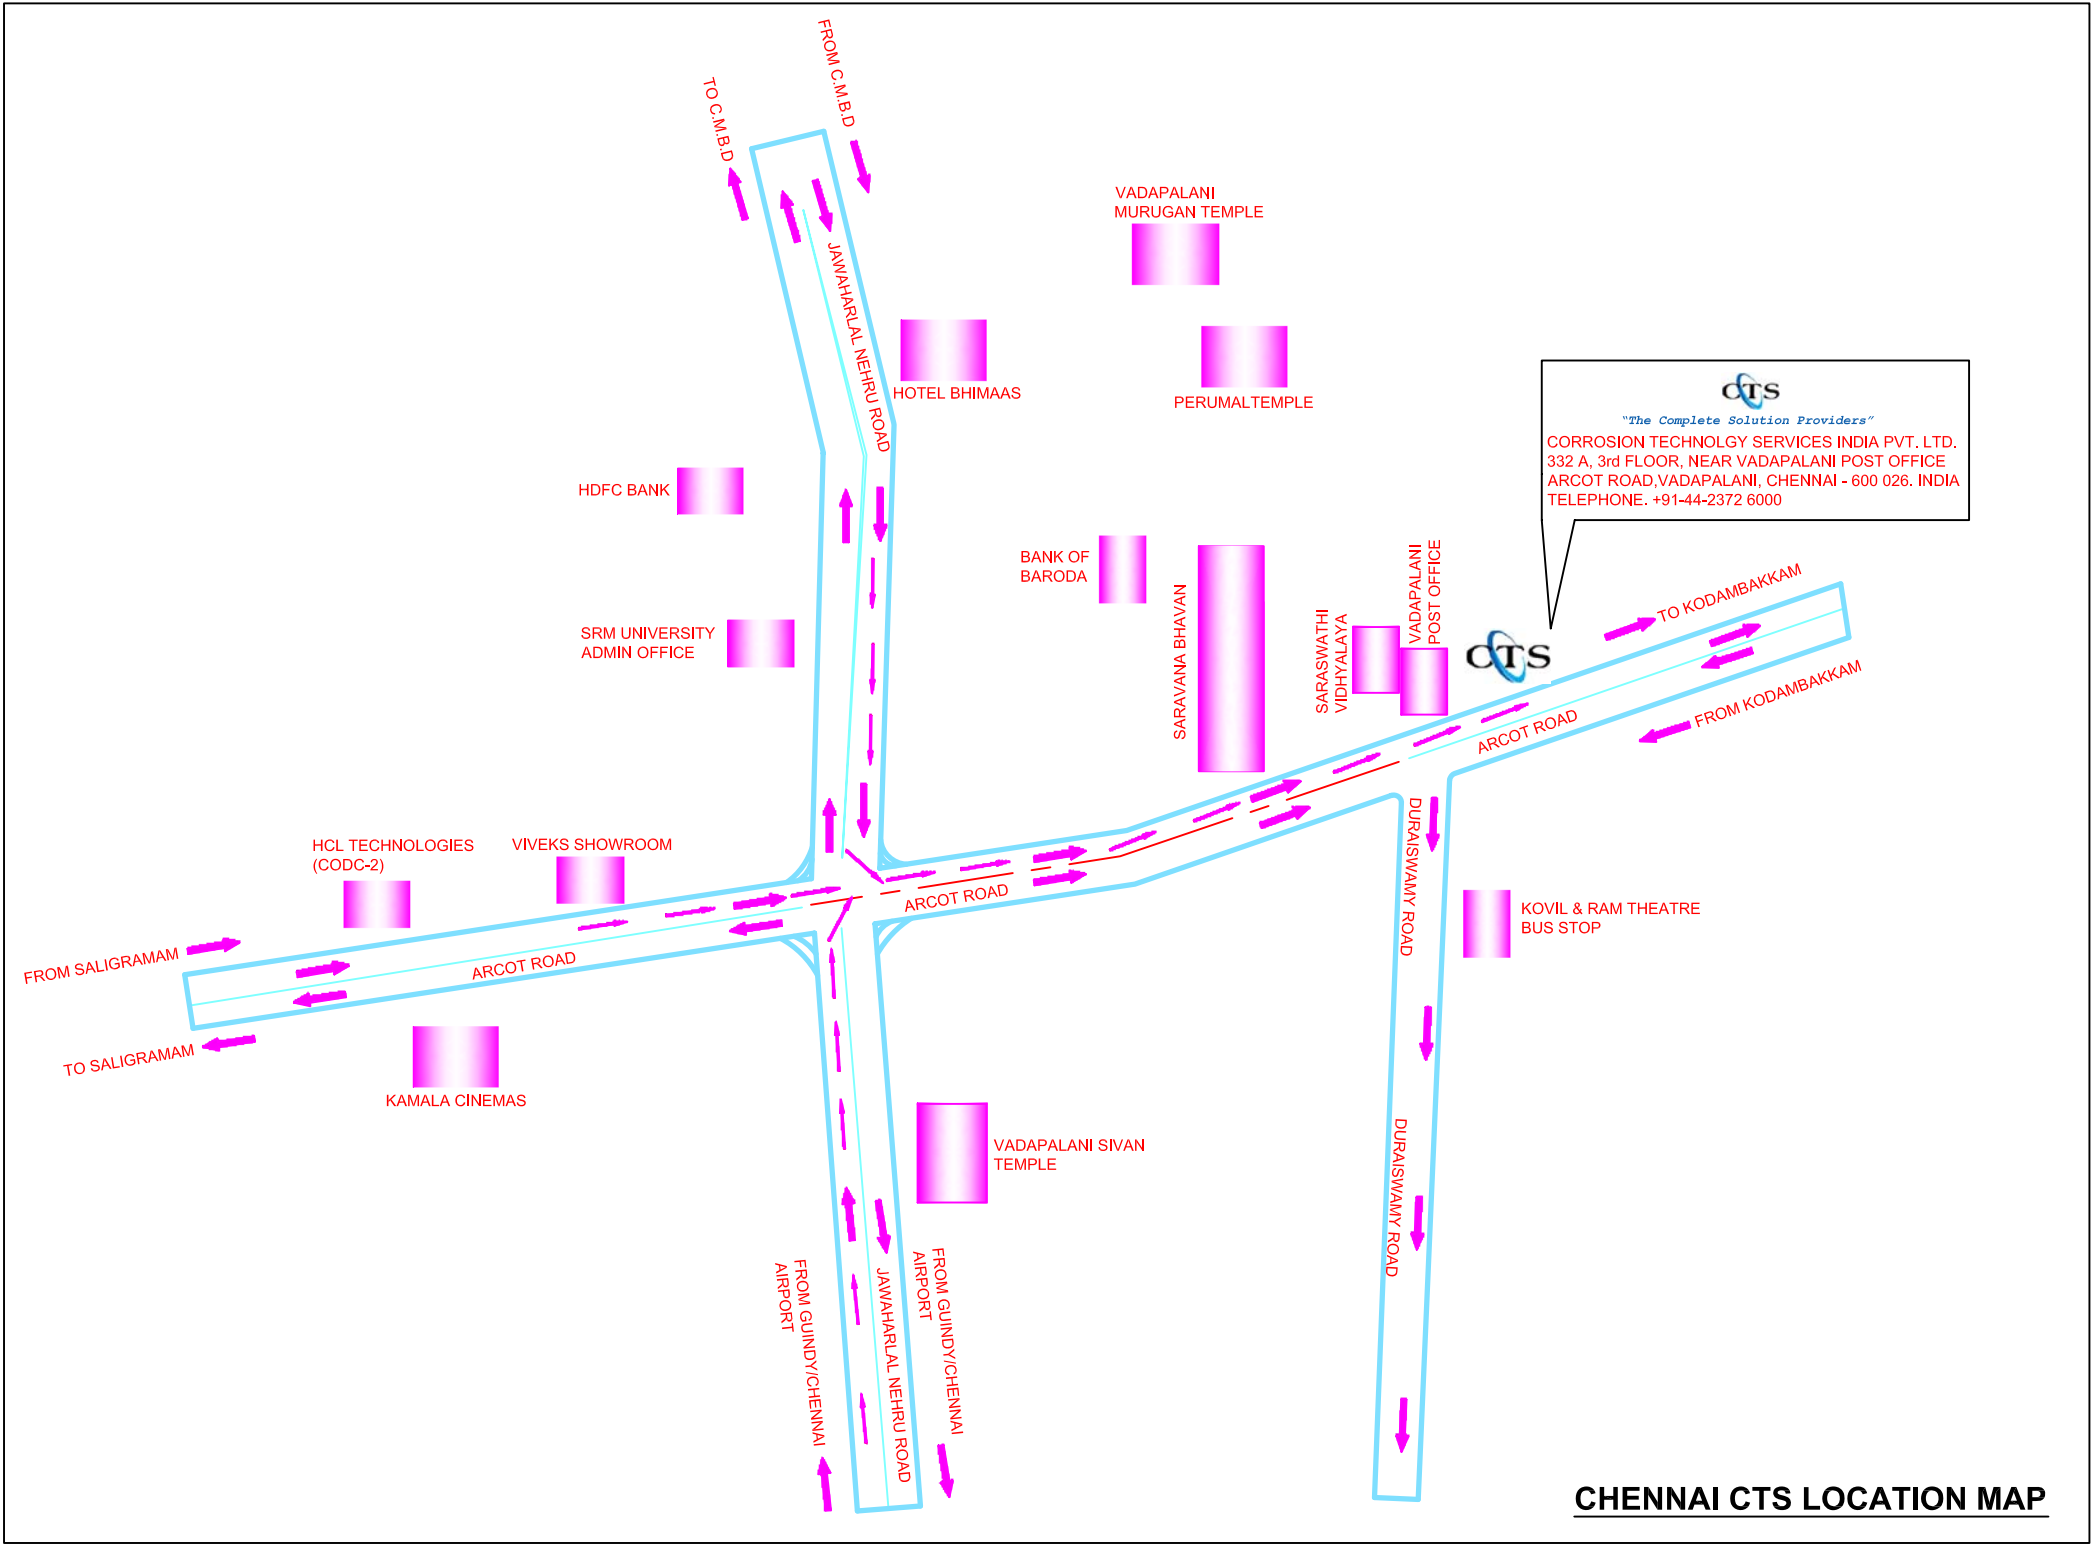 FROM C.M.B.D
TO C.M.B.D
JAWAHARLAL NEHRU ROAD
VADAPALANI
MURUGAN TEMPLE
HOTEL BHIMAAS
PERUMALTEMPLE
CTS
"The Complete Solution Providers"
CORROSION TECHNOLGY SERVICES INDIA PVT. LTD.
332 A, 3rd FLOOR, NEAR VADAPALANI POST OFFICE
ARCOT ROAD,VADAPALANI, CHENNAI - 600 026. INDIA
TELEPHONE. +91-44-2372 6000
HDFC BANK
BANK OF
BARODA
SRM UNIVERSITY
ADMIN OFFICE
SARAVANA BHAVAN
SARASWATHI
VIDHYALAYA
VADAPALANI
POST OFFICE
CTS
TO KODAMBAKKAM
FROM KODAMBAKKAM
ARCOT ROAD
HCL TECHNOLOGIES
(CODC-2)
VIVEKS SHOWROOM
ARCOT ROAD
DURAISWAMY ROAD
KOVIL & RAM THEATRE
BUS STOP
FROM SALIGRAMAM
ARCOT ROAD
TO SALIGRAMAM
KAMALA CINEMAS
VADAPALANI SIVAN
TEMPLE
DURAISWAMY ROAD
FROM GUINDY/CHENNAI
AIRPORT
JAWAHARLAL NEHRU ROAD
FROM GUINDY/CHENNAI
AIRPORT
CHENNAI CTS LOCATION MAP